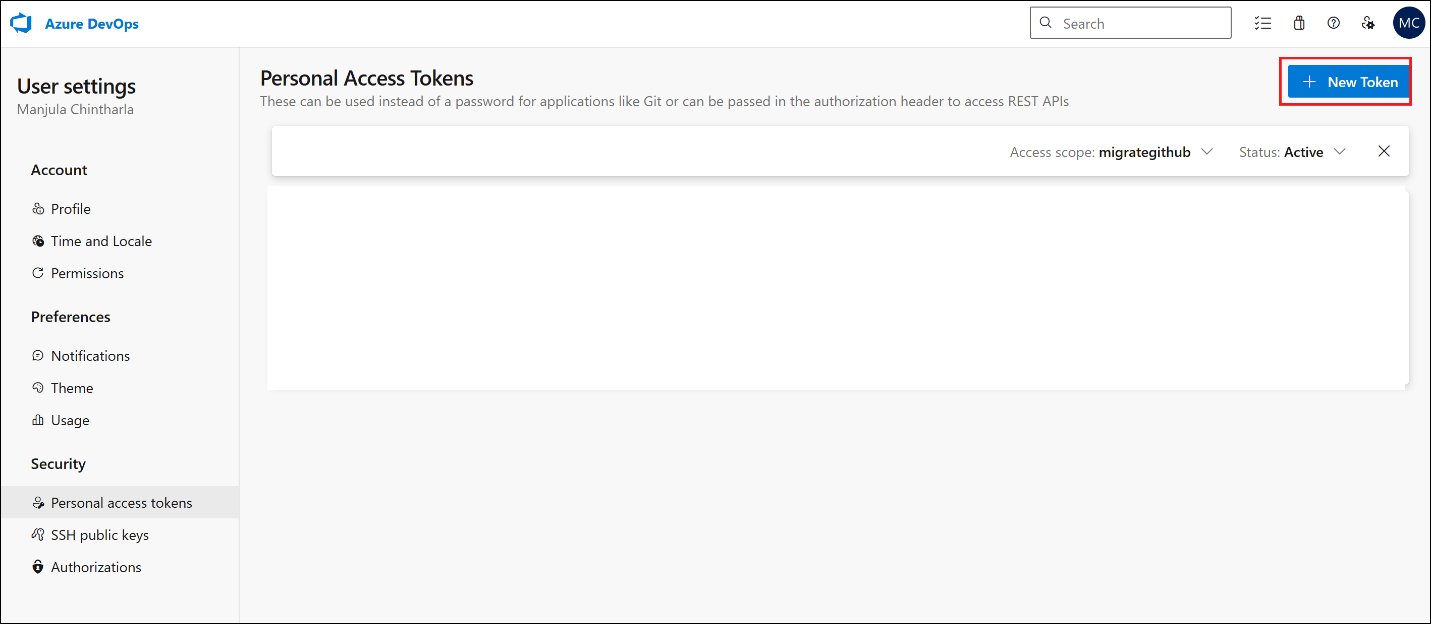 Azure DevOps
Search
MC
User settings
Manjula Chintharla
Account
Profile
Time and Locale
Permissions
Preferences
Notifications
Theme
Usage
Security
Personal access tokens
SSH public keys
Authorizations
Personal Access Tokens
These can be used instead of a password for applications like Git or can be passed in the authorization header to access REST APIs
New Token
Access scope: migrategithub
Status: Active